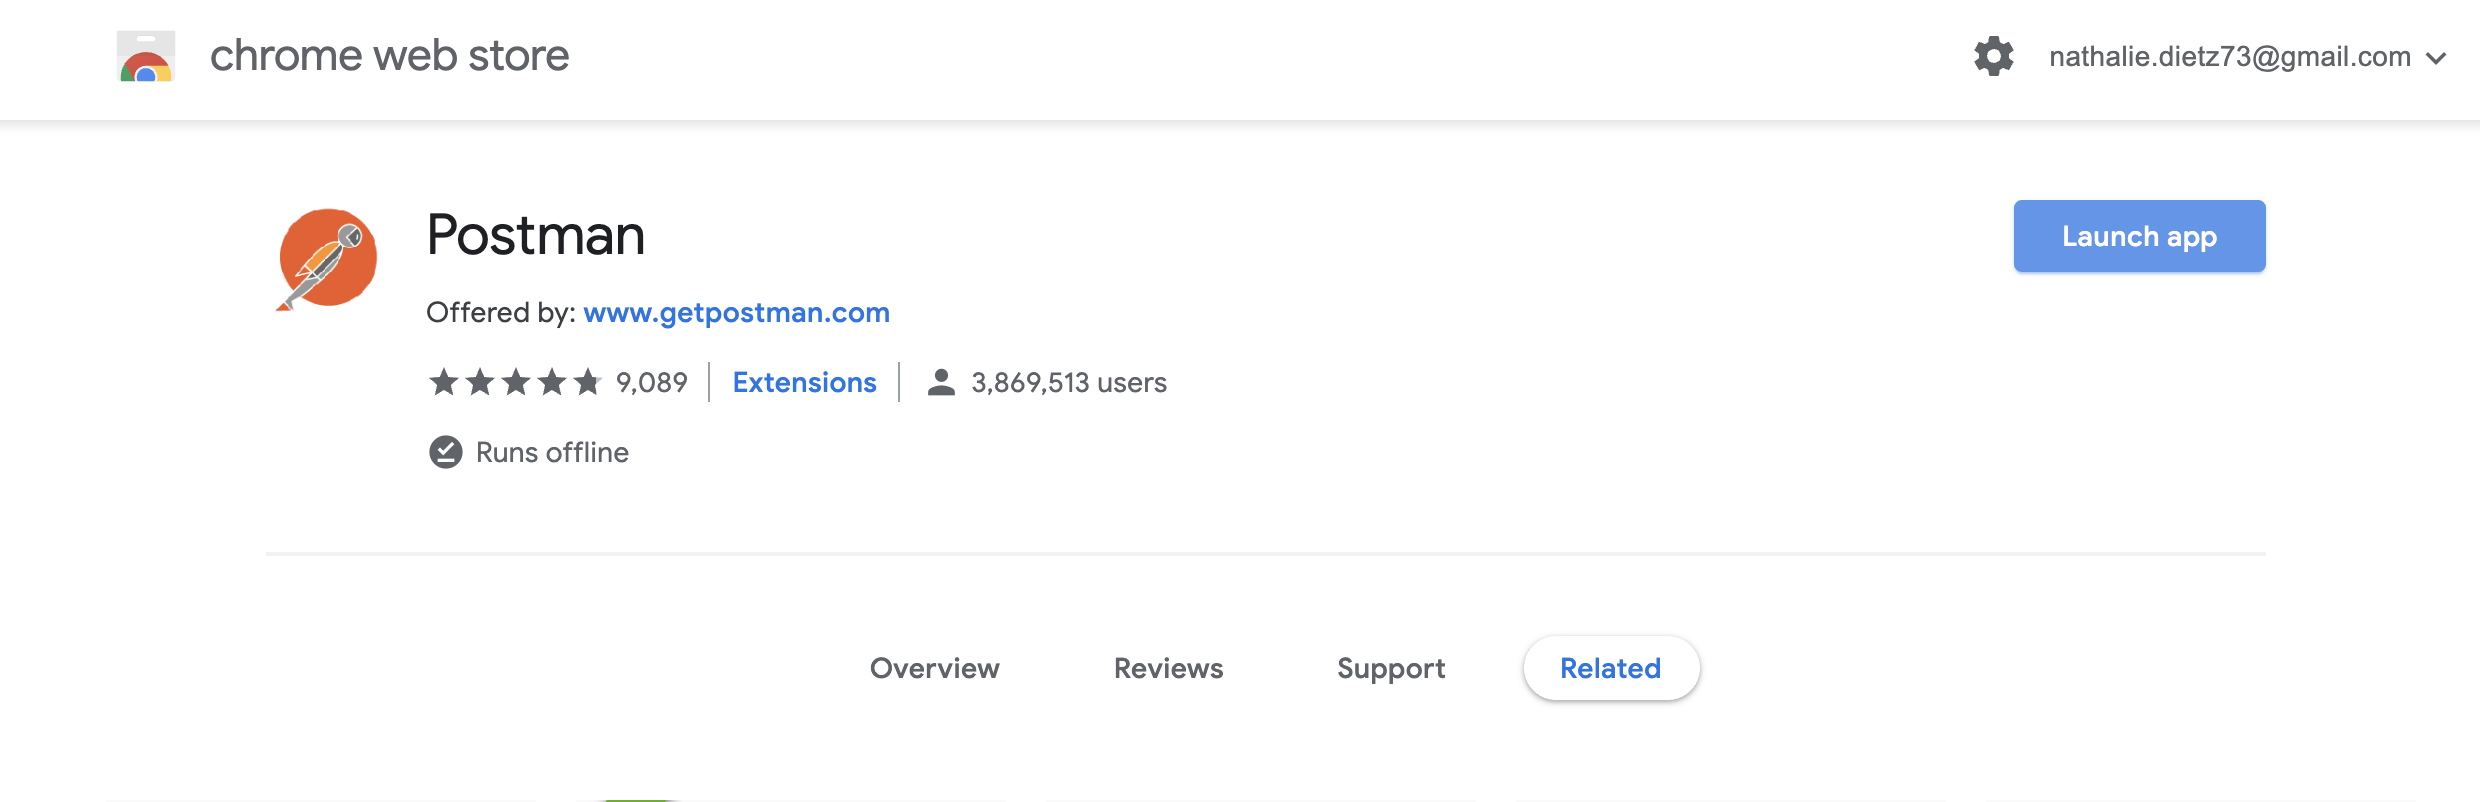 chrome web store
nathalie.dietz73@gmail.com
Postman
Launch app
Offered by: www.getpostman.com
9,089 Extensions 3,869,513 users
Runs offline
Overview Reviews Support Related